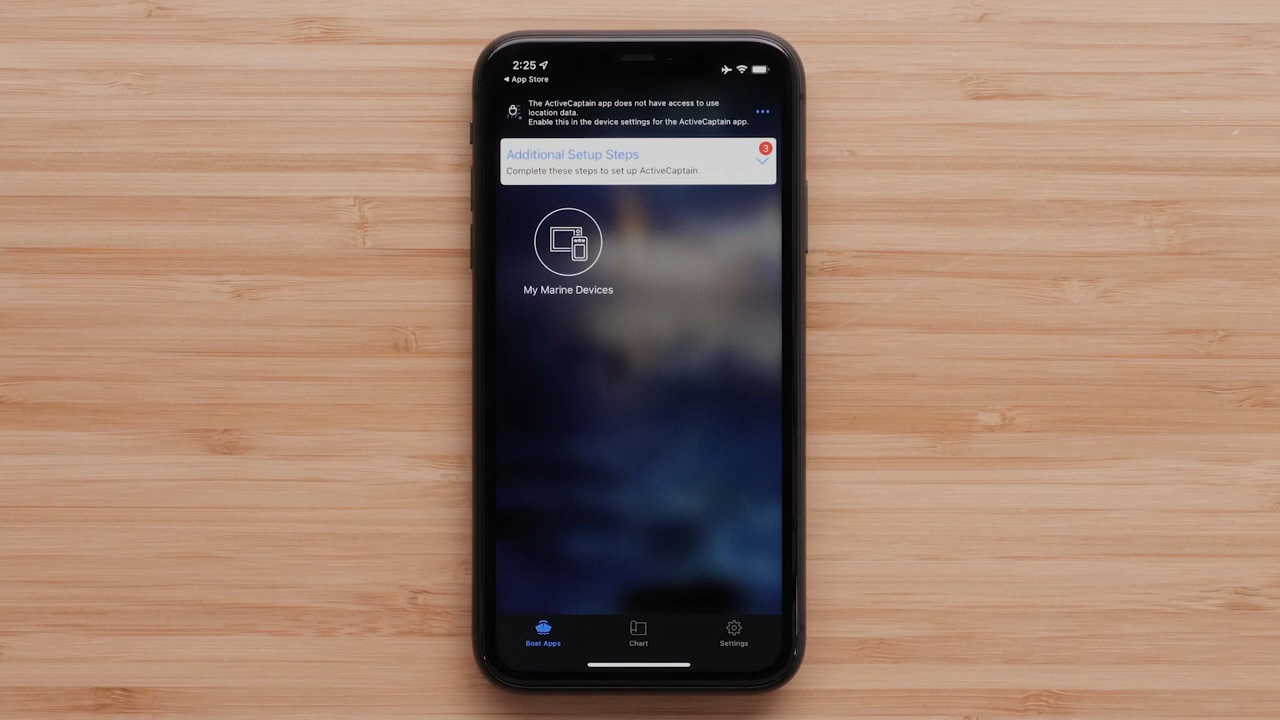 2:25
◀ App Store
The ActiveCaptain app does not have access to use
location data.
Enable this in the device settings for the ActiveCaptain app.
Additional Setup Steps
3
Complete these steps to set up ActiveCaptain.
My Marine Devices
Boat Apps
Chart
Settings